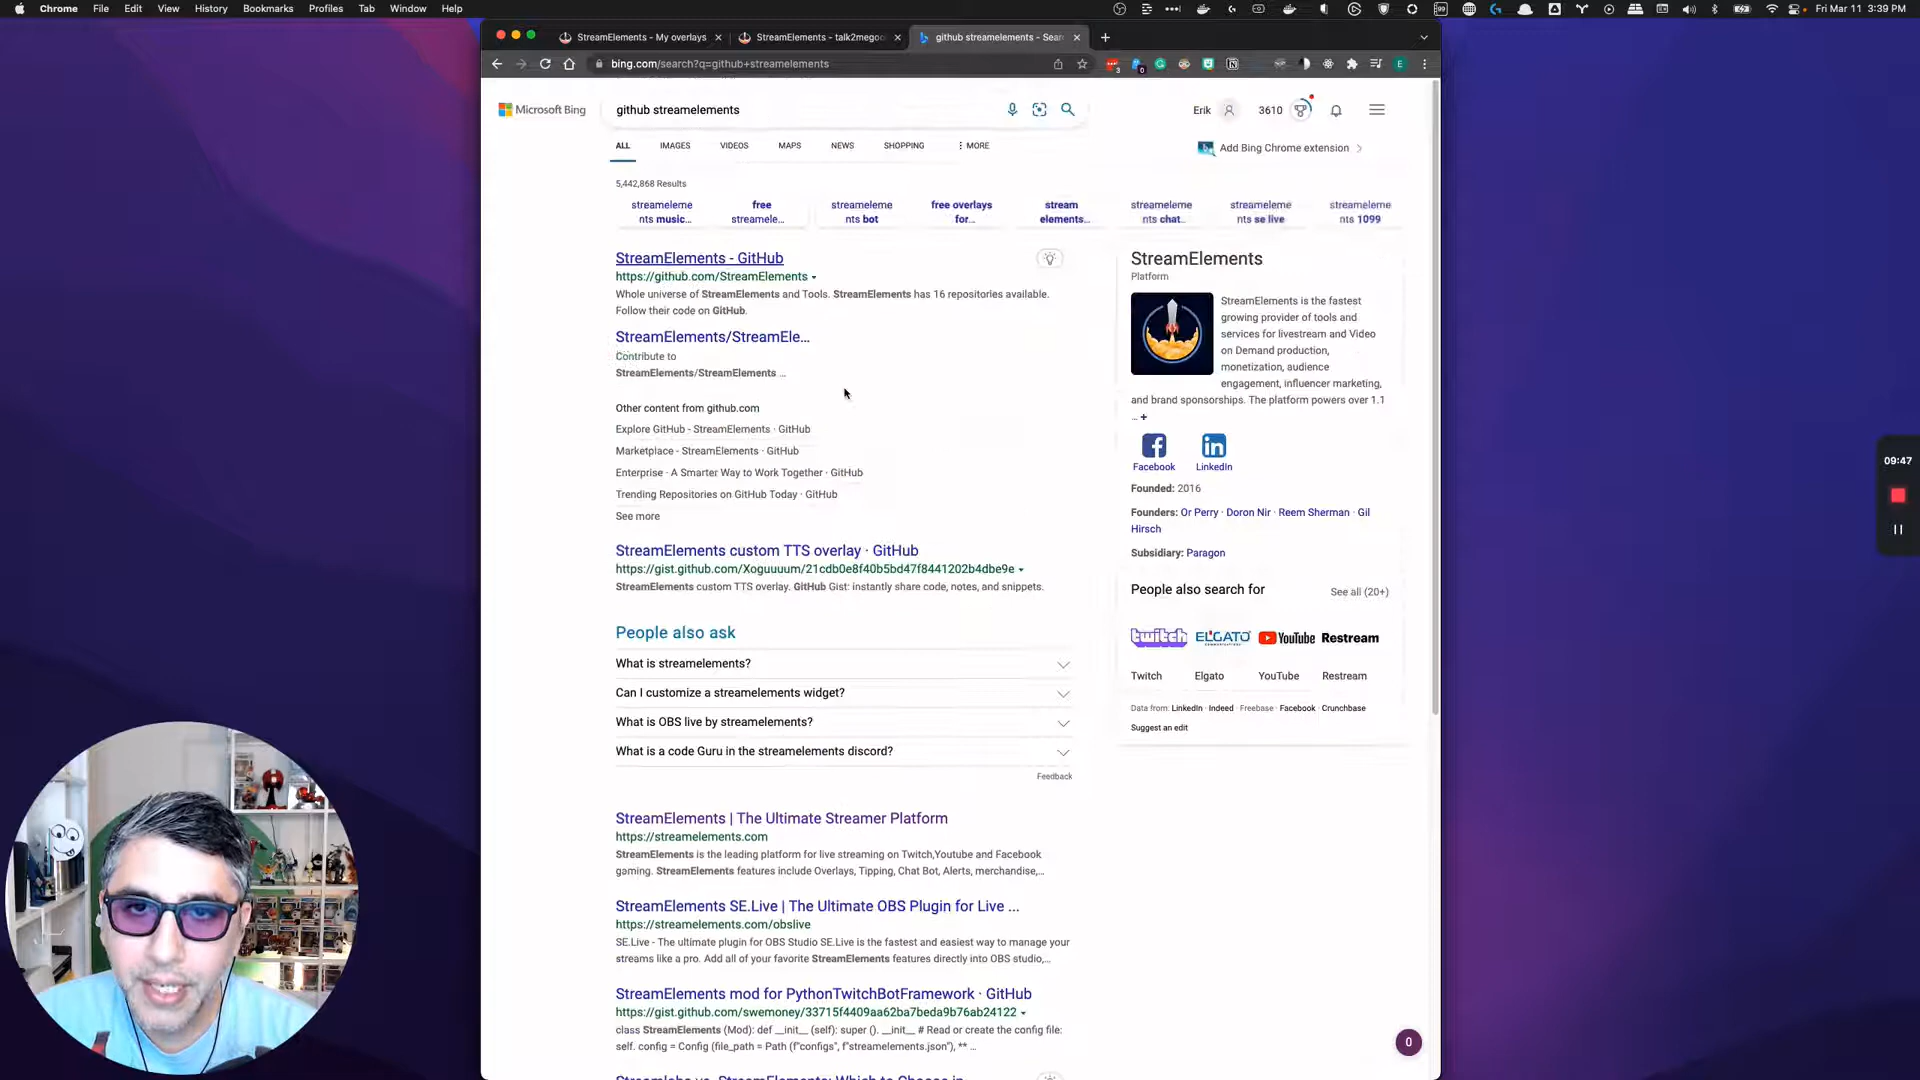 Chrome File Edit View History Bookmarks Profiles Tab Window Help
Fri Mar 11 3:39 PM
StreamElements - My overlays
StreamElements - talk2megoo
github streamelements - Sear
bing.com/search?q=github+streamelements
Microsoft Bing
github streamelements
Erik
3610
ALL IMAGES VIDEOS MAPS NEWS SHOPPING MORE
Add Bing Chrome extension
5,442,868 Results
streameleme
nts music...
free
streamele...
streameleme
nts bot
free overlays
for...
stream
elements...
streameleme
nts chat
streameleme
nts se live
streameleme
nts 1099
StreamElements - GitHub
https://github.com/StreamElements
Whole universe of StreamElements and Tools. StreamElements has 16 repositories available.
Follow their code on GitHub.
StreamElements/StreamEle...
Contribute to
StreamElements/StreamElements ...
Other content from github.com
Explore GitHub - StreamElements · GitHub
Marketplace - StreamElements · GitHub
Enterprise · A Smarter Way to Work Together · GitHub
Trending Repositories on GitHub Today · GitHub
See more
StreamElements custom TTS overlay · GitHub
https://gist.github.com/Xoguuuum/21cdb0e8f40b5bd47f8441202b4dbe9e
StreamElements custom TTS overlay. GitHub Gist: instantly share code, notes, and snippets.
People also ask
What is streamelements?
Can I customize a streamelements widget?
What is OBS live by streamelements?
What is a code Guru in the streamelements discord?
Feedback
StreamElements | The Ultimate Streamer Platform
https://streamelements.com
StreamElements is the leading platform for live streaming on Twitch,Youtube and Facebook
gaming. StreamElements features include Overlays, Tipping, Chat Bot, Alerts, merchandise,...
StreamElements SE.Live | The Ultimate OBS Plugin for Live ...
https://streamelements.com/obslive
SE.Live - The ultimate plugin for OBS Studio SE.Live is the fastest and easiest way to manage your
streams like a pro. Add all of your favorite StreamElements features directly into OBS studio,...
StreamElements mod for PythonTwitchBotFramework · GitHub
https://gist.github.com/swemoney/33715f4409aa62ba7beda9b76ab24122
class StreamElements (Mod): def __init__ (self): super (). __init__ # Read or create the config file:
self. config = Config (file_path = Path (f"configs", f"streamelements.json"), ** ...
Streamlabs vs. StreamElements: Which to Choose in
StreamElements
Platform
StreamElements is the fastest
growing provider of tools and
services for livestream and Video
on Demand production,
monetization, audience
engagement, influencer marketing,
and brand sponsorships. The platform powers over 1.1
... +
Facebook LinkedIn
Founded: 2016
Founders: Or Perry · Doron Nir · Reem Sherman · Gil
Hirsch
Subsidiary: Paragon
People also search for
See all (20+)
twitch ELGATO YouTube Restream
Twitch Elgato YouTube Restream
Data from: LinkedIn · Indeed · Freebase · Facebook · Crunchbase
Suggest an edit
0
09:47